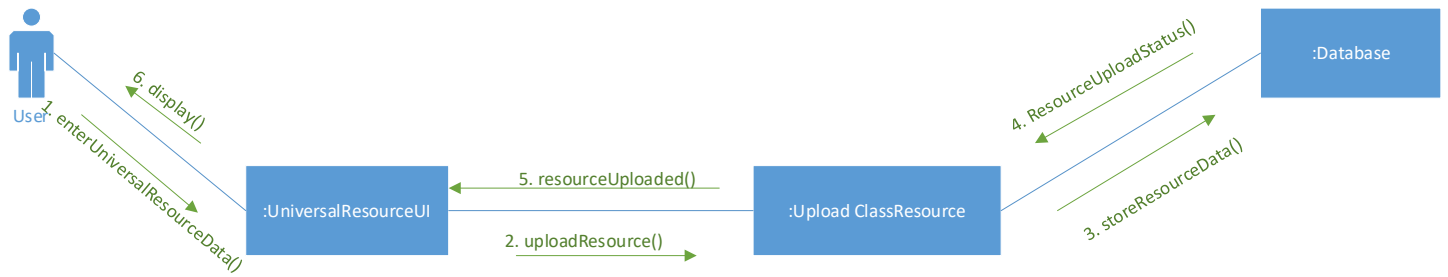 User
1. enterUniversalResourceData()
6. display()
:UniversalResourceUI
5. resourceUploaded()
2. uploadResource()
:Upload ClassResource
4. ResourceUploadStatus()
3. storeResourceData()
:Database